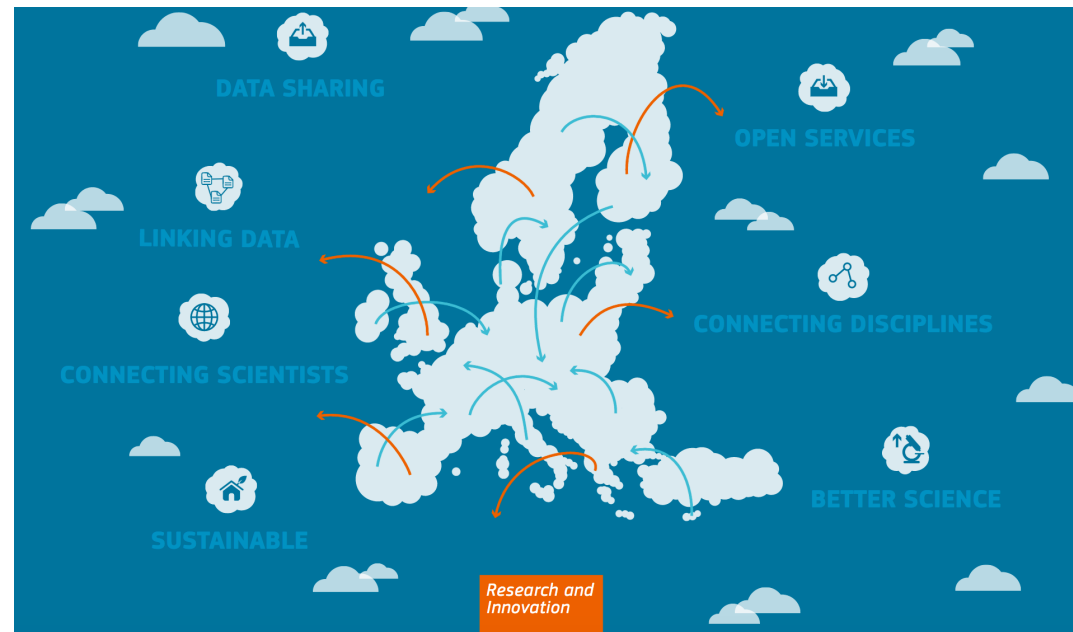 DATA SHARING
OPEN SERVICES
LINKING DATA
CONNECTING DISCIPLINES
CONNECTING SCIENTISTS
BETTER SCIENCE
SUSTAINABLE
Research and
Innovation